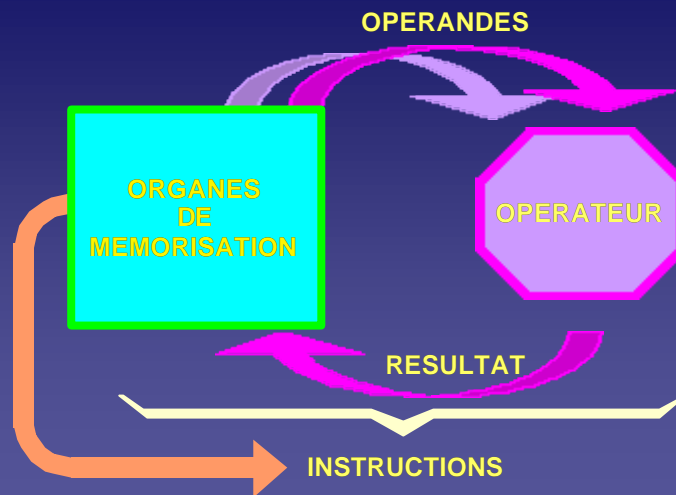 OPERANDES
ORGANES
DE
MEMORISATION
OPERATEUR
RESULTAT
INSTRUCTIONS